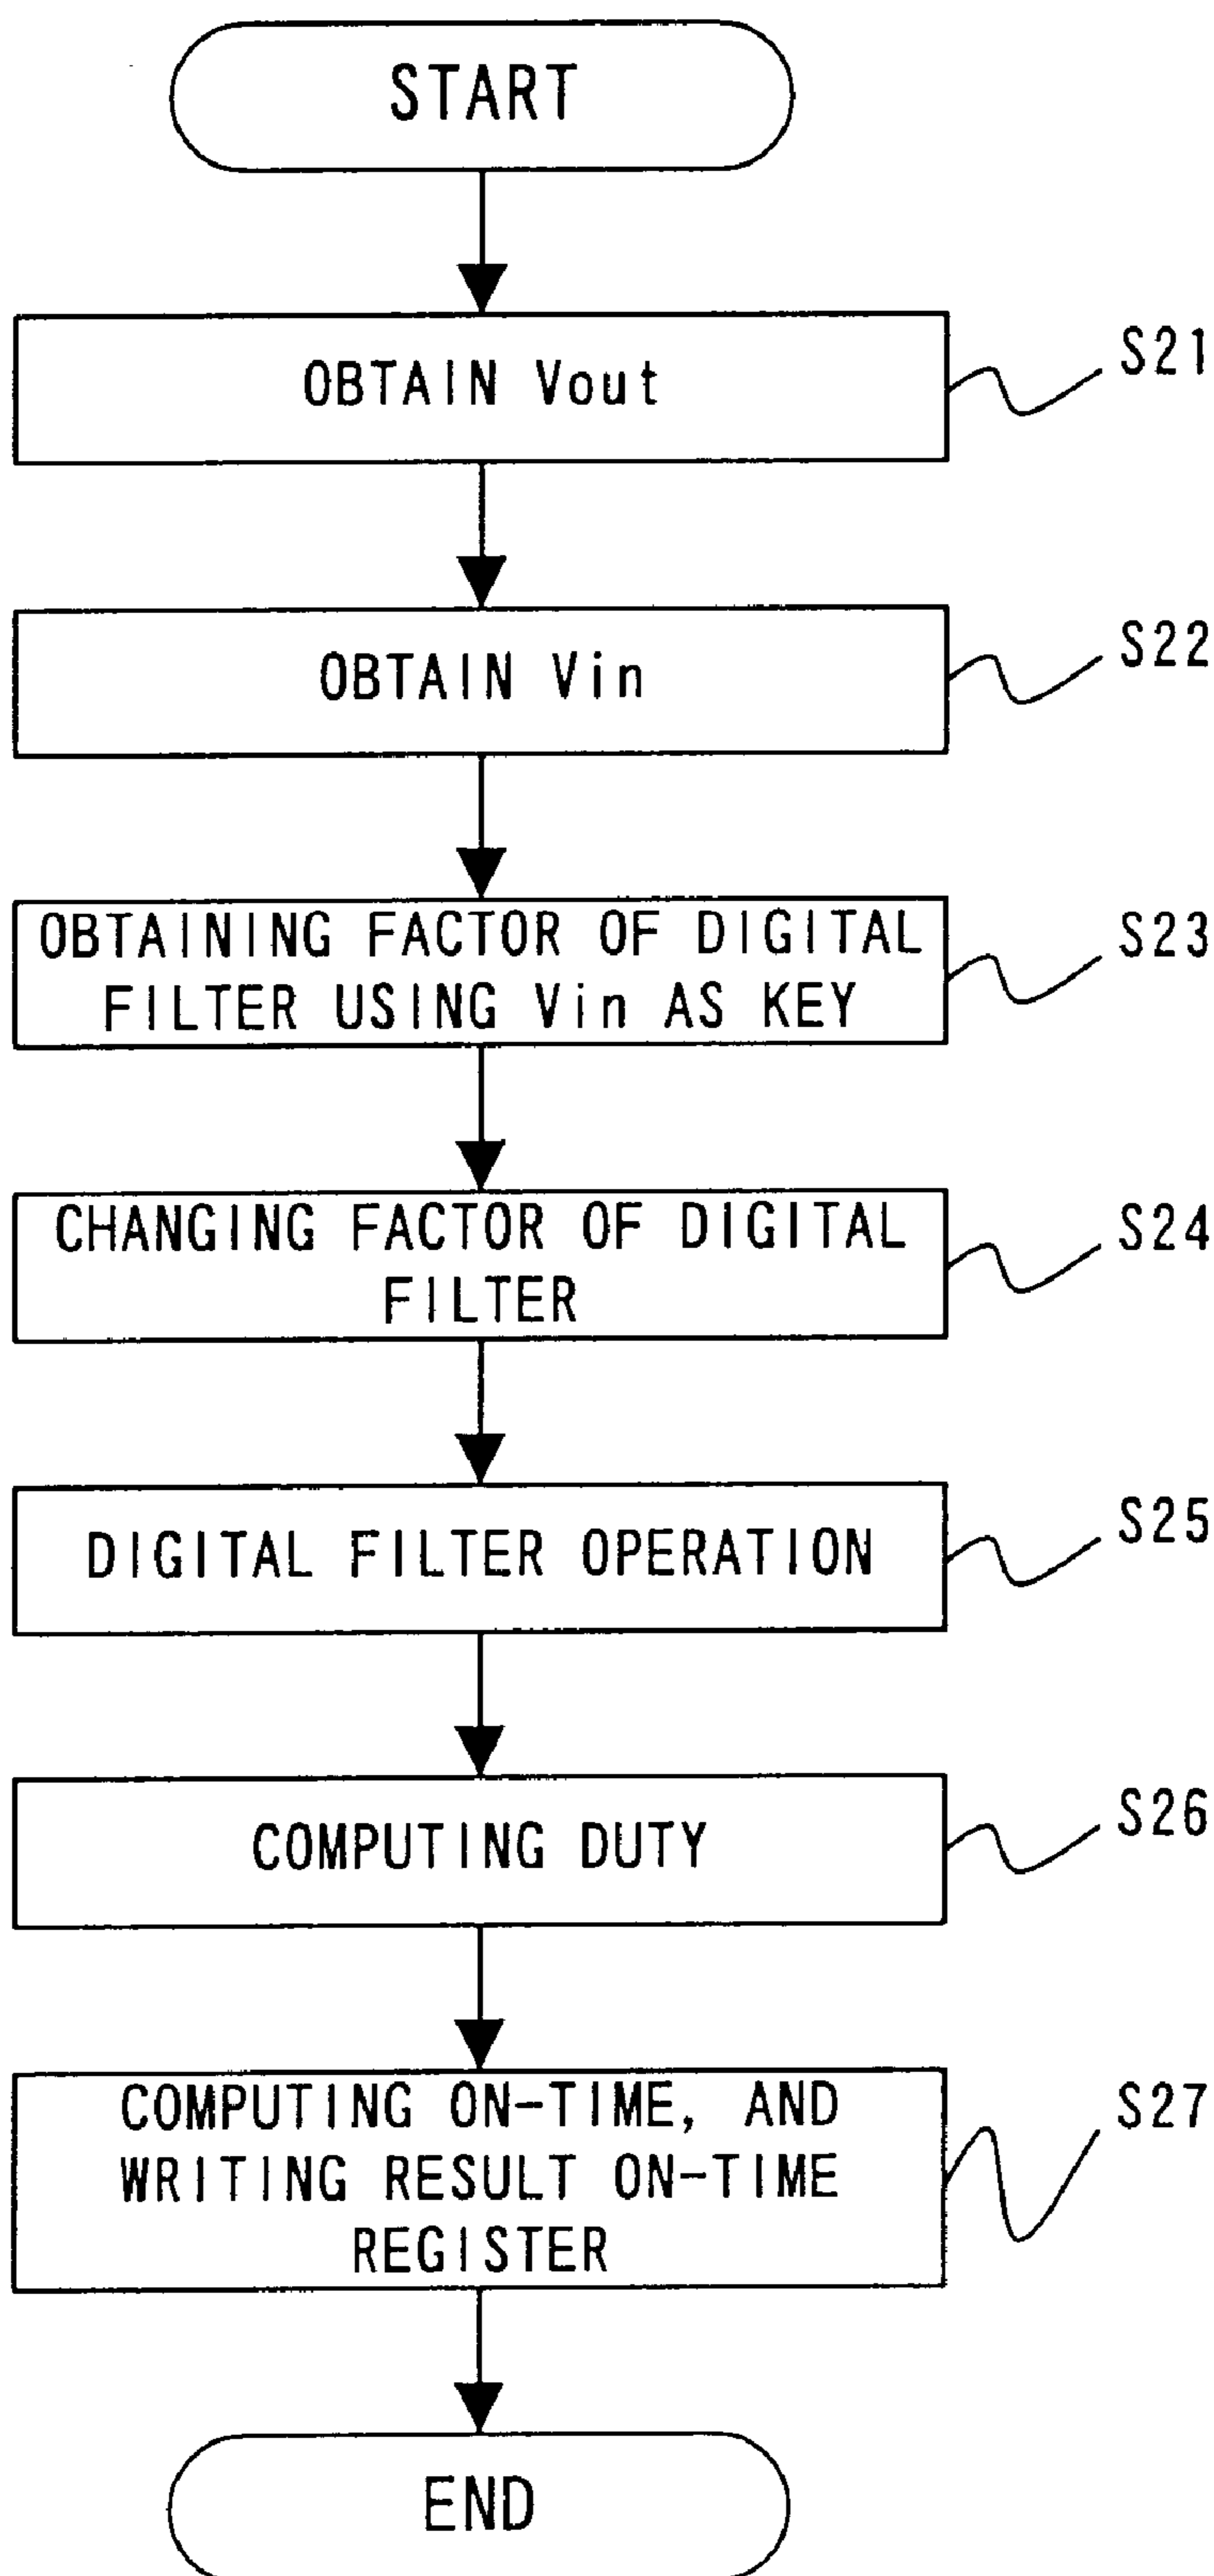 START
OBTAIN Vout
S21
OBTAIN Vin
S22
OBTAINING FACTOR OF DIGITAL
FILTER USING Vin AS KEY
S23
CHANGING FACTOR OF DIGITAL
FILTER
S24
DIGITAL FILTER OPERATION
S25
COMPUTING DUTY
S26
COMPUTING ON-TIME, AND
WRITING RESULT ON-TIME
REGISTER
S27
END